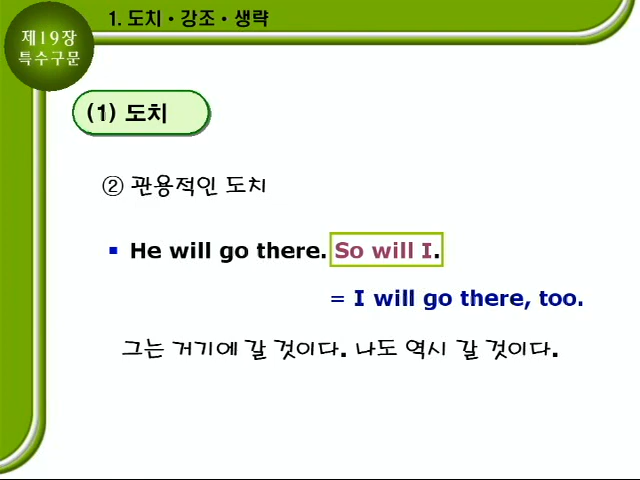 1. 도치 · 강조 · 생략
제19장
특수구문
(1) 도치
② 관용적인 도치
▪ He will go there. So will I.
= I will go there, too.
그는 거기에 갈 것이다. 나도 역시 갈 것이다.